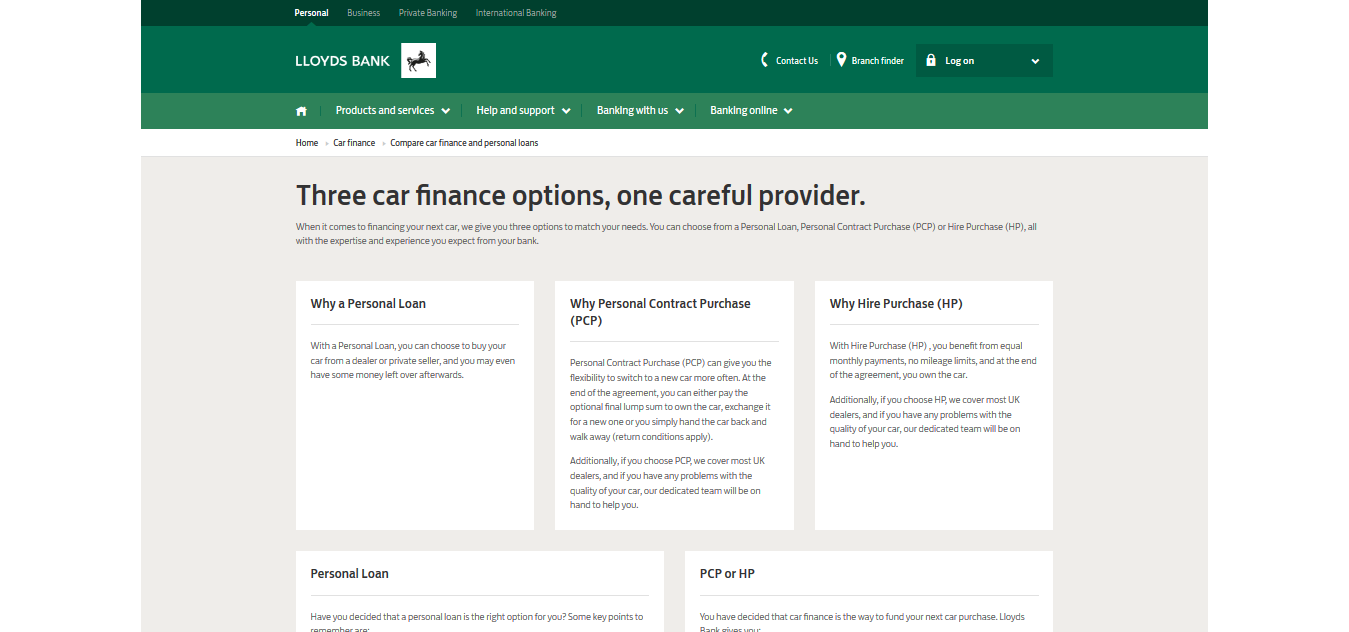 Personal Business Private Banking International Banking
LLOYDS BANK
Contact Us Branch finder Log on
Products and services Help and support Banking with us Banking online
Home Car finance Compare car finance and personal loans
Three car finance options, one careful provider.
When it comes to financing your next car, we give you three options to match your needs. You can choose from a Personal Loan, Personal Contract Purchase (PCP) or Hire Purchase (HP), all
with the expertise and experience you expect from your bank.
Why a Personal Loan
With a Personal Loan, you can choose to buy your
car from a dealer or private seller, and you may even
have some money left over afterwards.
Why Personal Contract Purchase
(PCP)
Personal Contract Purchase (PCP) can give you the
flexibility to switch to a new car more often. At the
end of the agreement, you can either pay the
optional final lump sum to own the car, exchange it
for a new one or you simply hand the car back and
walk away (return conditions apply).
Additionally, if you choose PCP, we cover most UK
dealers, and if you have any problems with the
quality of your car, our dedicated team will be on
hand to help you.
Why Hire Purchase (HP)
With Hire Purchase (HP) , you benefit from equal
monthly payments, no mileage limits, and at the end
of the agreement, you own the car.
Additionally, if you choose HP, we cover most UK
dealers, and if you have any problems with the
quality of your car, our dedicated team will be on
hand to help you.
Personal Loan
Have you decided that a personal loan is the right option for you? Some key points to
remember are:
PCP or HP
You have decided that car finance is the way to fund your next car purchase. Lloyds
Bank gives you: